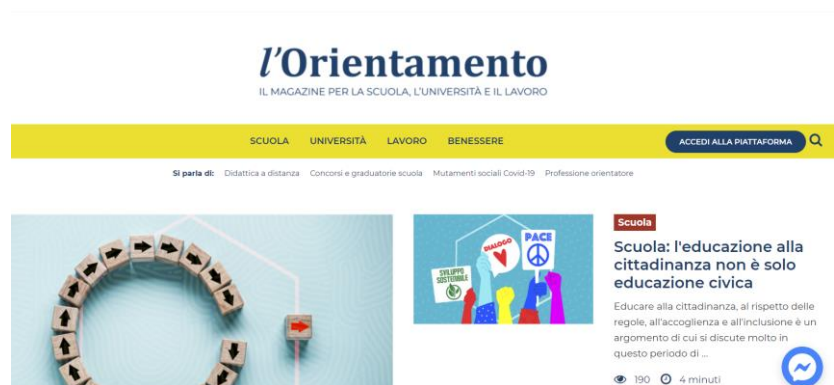 l'Orientamento
IL MAGAZINE PER LA SCUOLA, L'UNIVERSITÀ E IL LAVORO
SCUOLA UNIVERSITÀ LAVORO BENESSERE ACCEDI ALLA PIATTAFORMA
Si parla di: Didattica a distanza Concorsi e graduatorie scuola Mutamenti sociali Covid-19 Professione orientatore
SVILUPPO
SOSTENIBILE
DIALOGO
PACE
Scuola
Scuola: l'educazione alla
cittadinanza non è solo
educazione civica
Educare alla cittadinanza, al rispetto delle
regole, all'accoglienza e all'inclusione è un
argomento di cui si discute molto in
questo periodo di ...
190 4 minuti